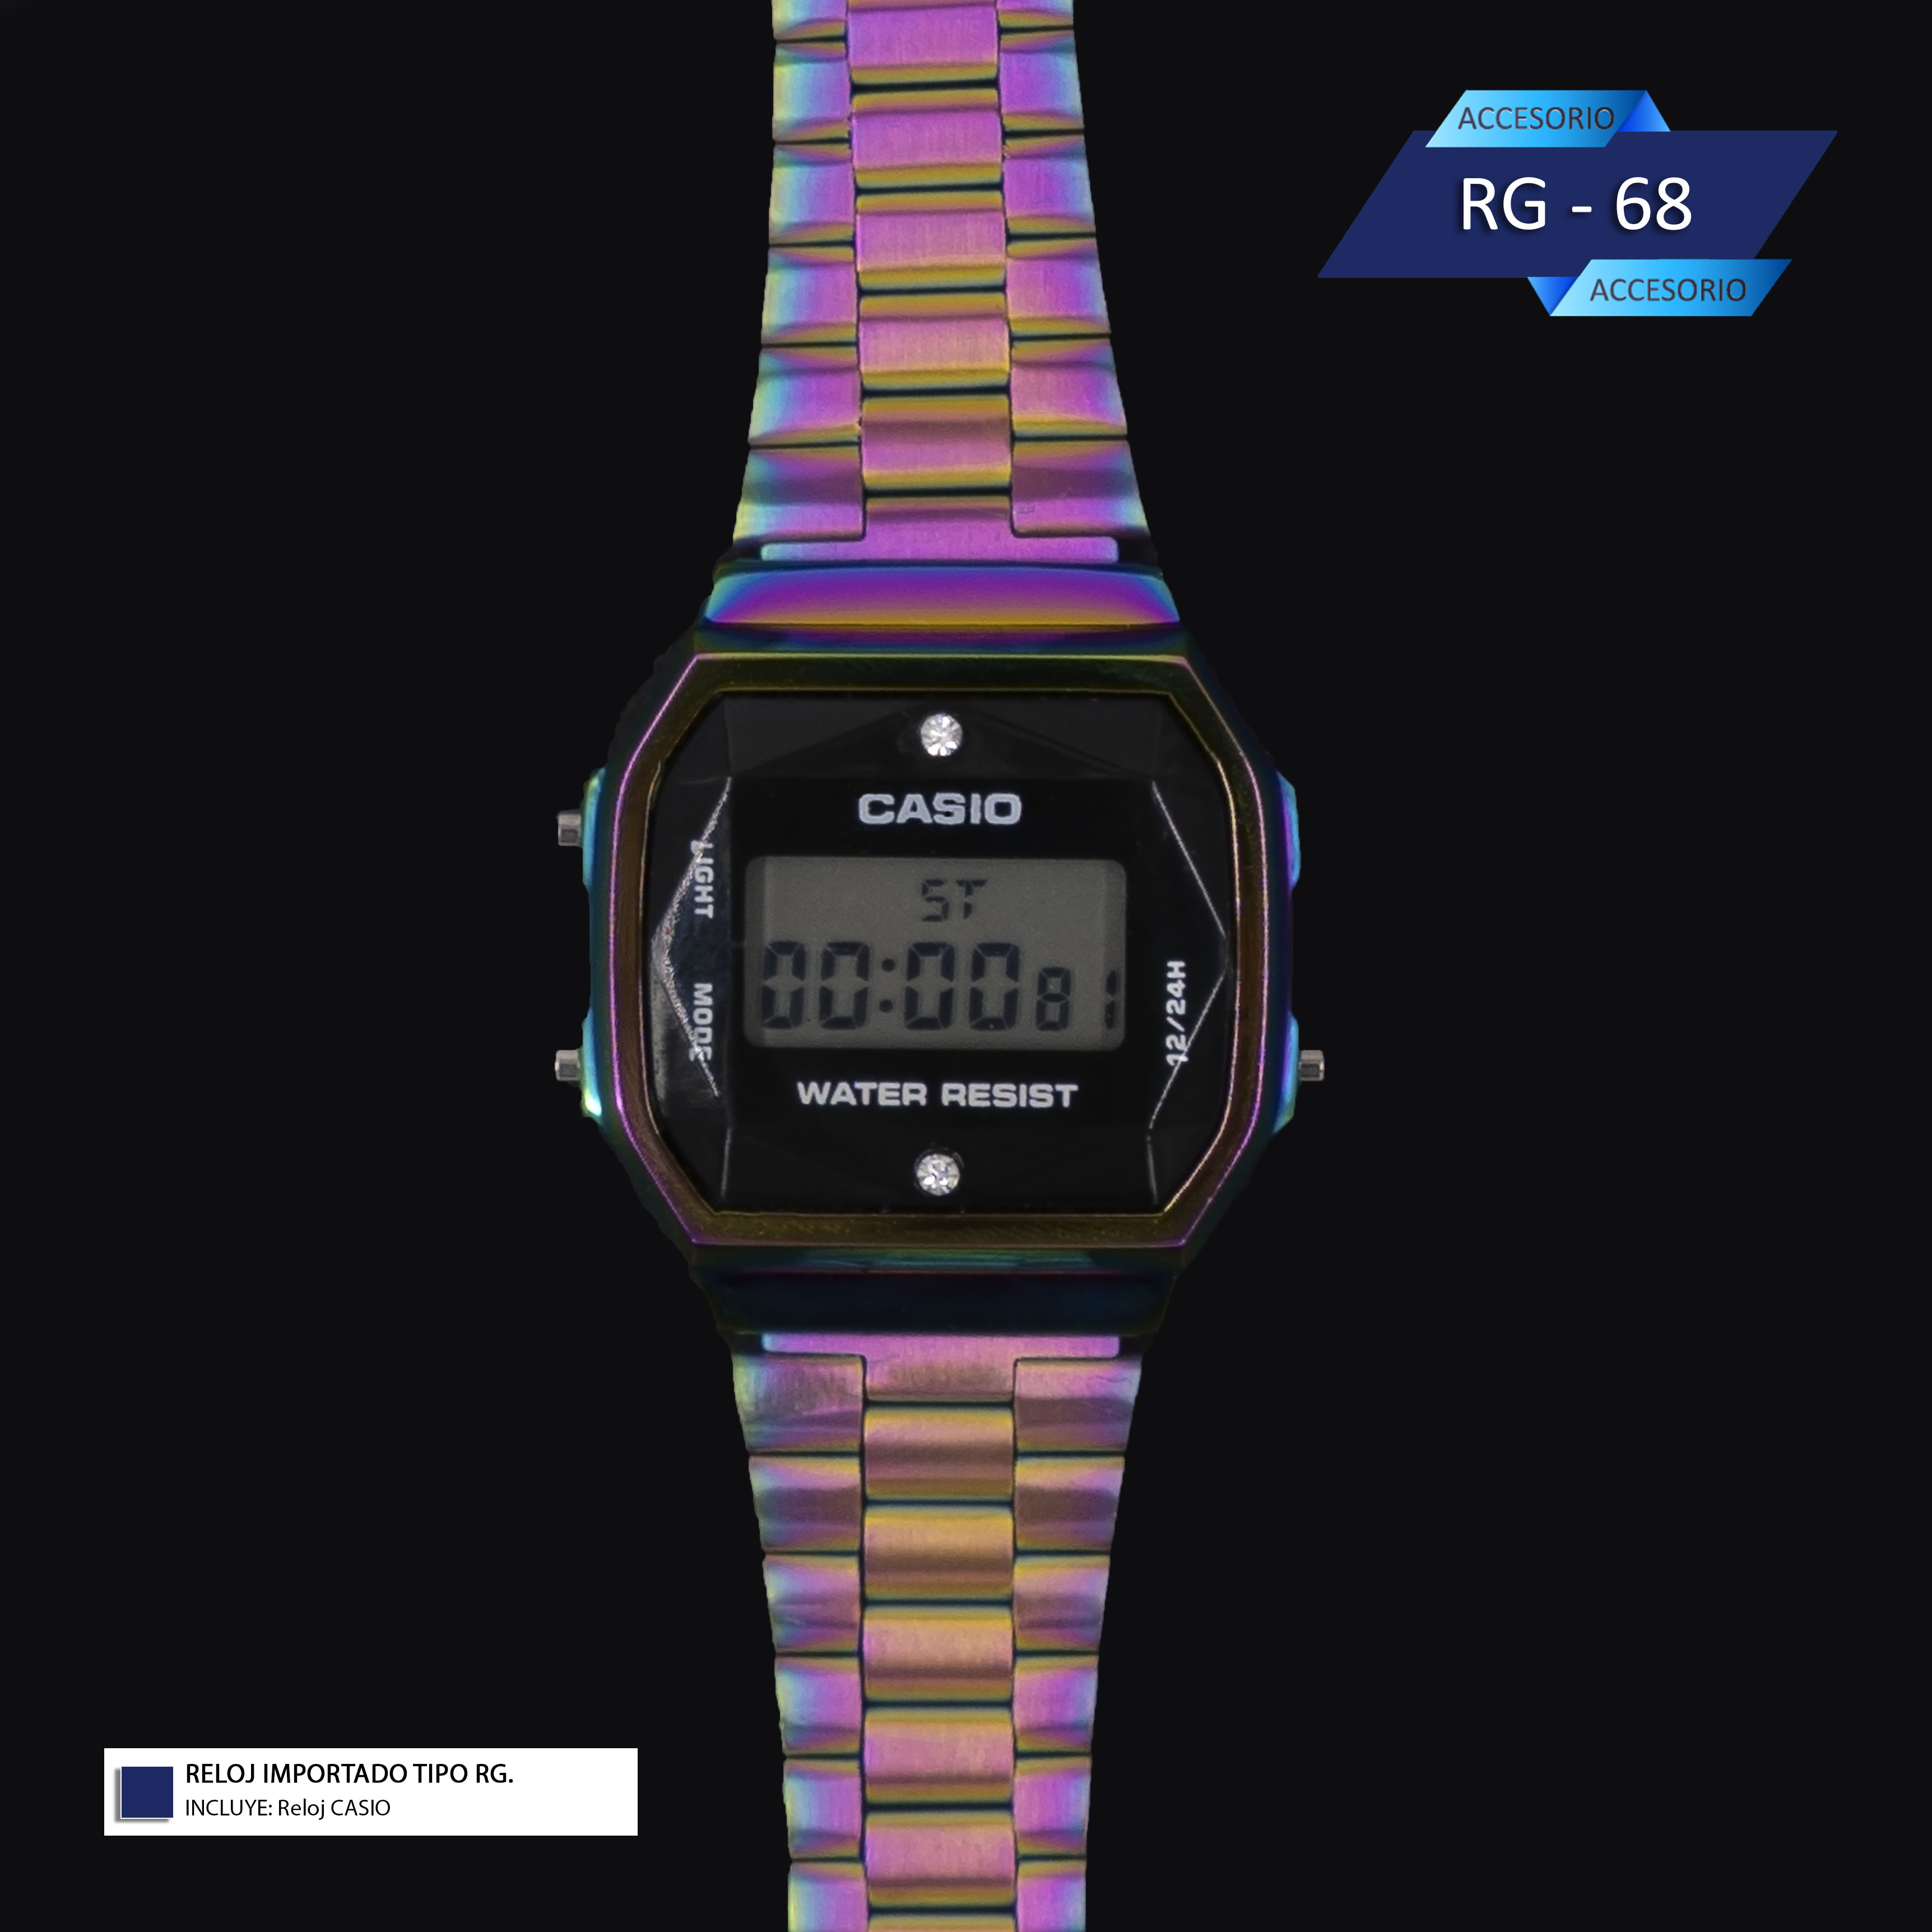 ACCESORIO
RG - 68
ACCESORIO
CASIO
LIGHT
ST
00:00 81
MODE
12/24H
WATER RESIST
RELOJ IMPORTADO TIPO RG.
INCLUYE: Reloj CASIO